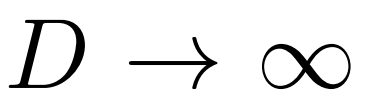 D → ∞